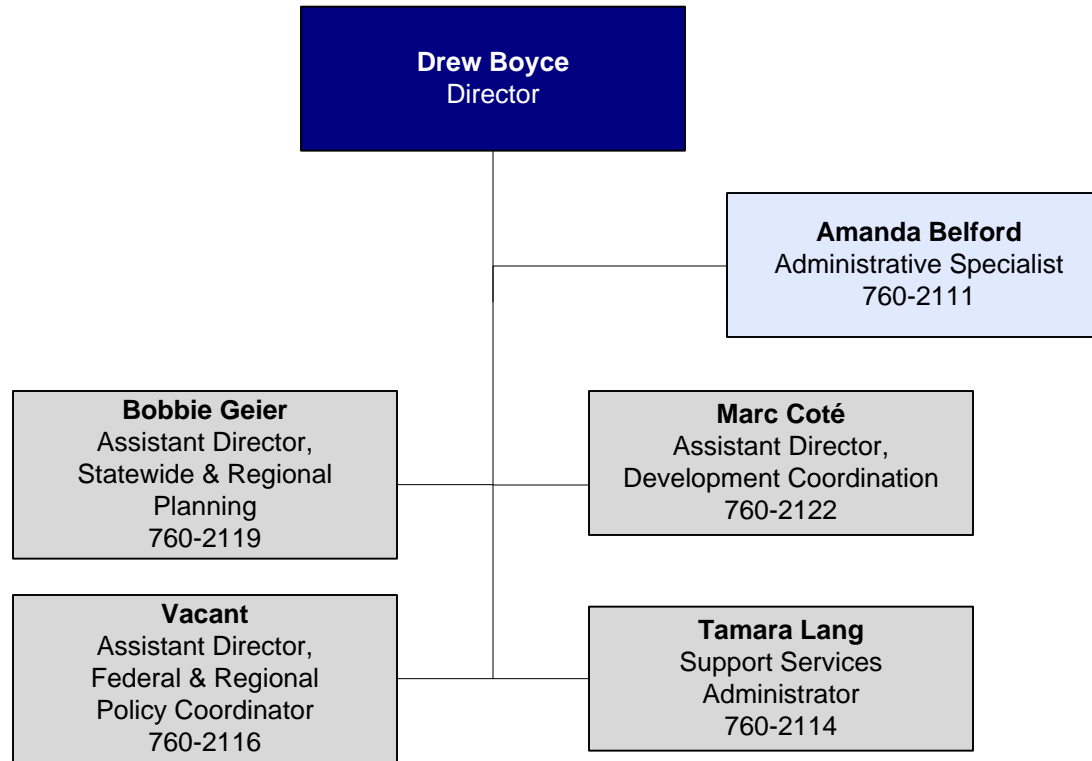 Drew Boyce
Director
Amanda Belford
Administrative Specialist
760-2111
Bobbie Geier
Assistant Director,
Statewide & Regional
Planning
760-2119
Marc Coté
Assistant Director,
Development Coordination
760-2122
Vacant
Assistant Director,
Federal & Regional
Policy Coordinator
760-2116
Tamara Lang
Support Services
Administrator
760-2114